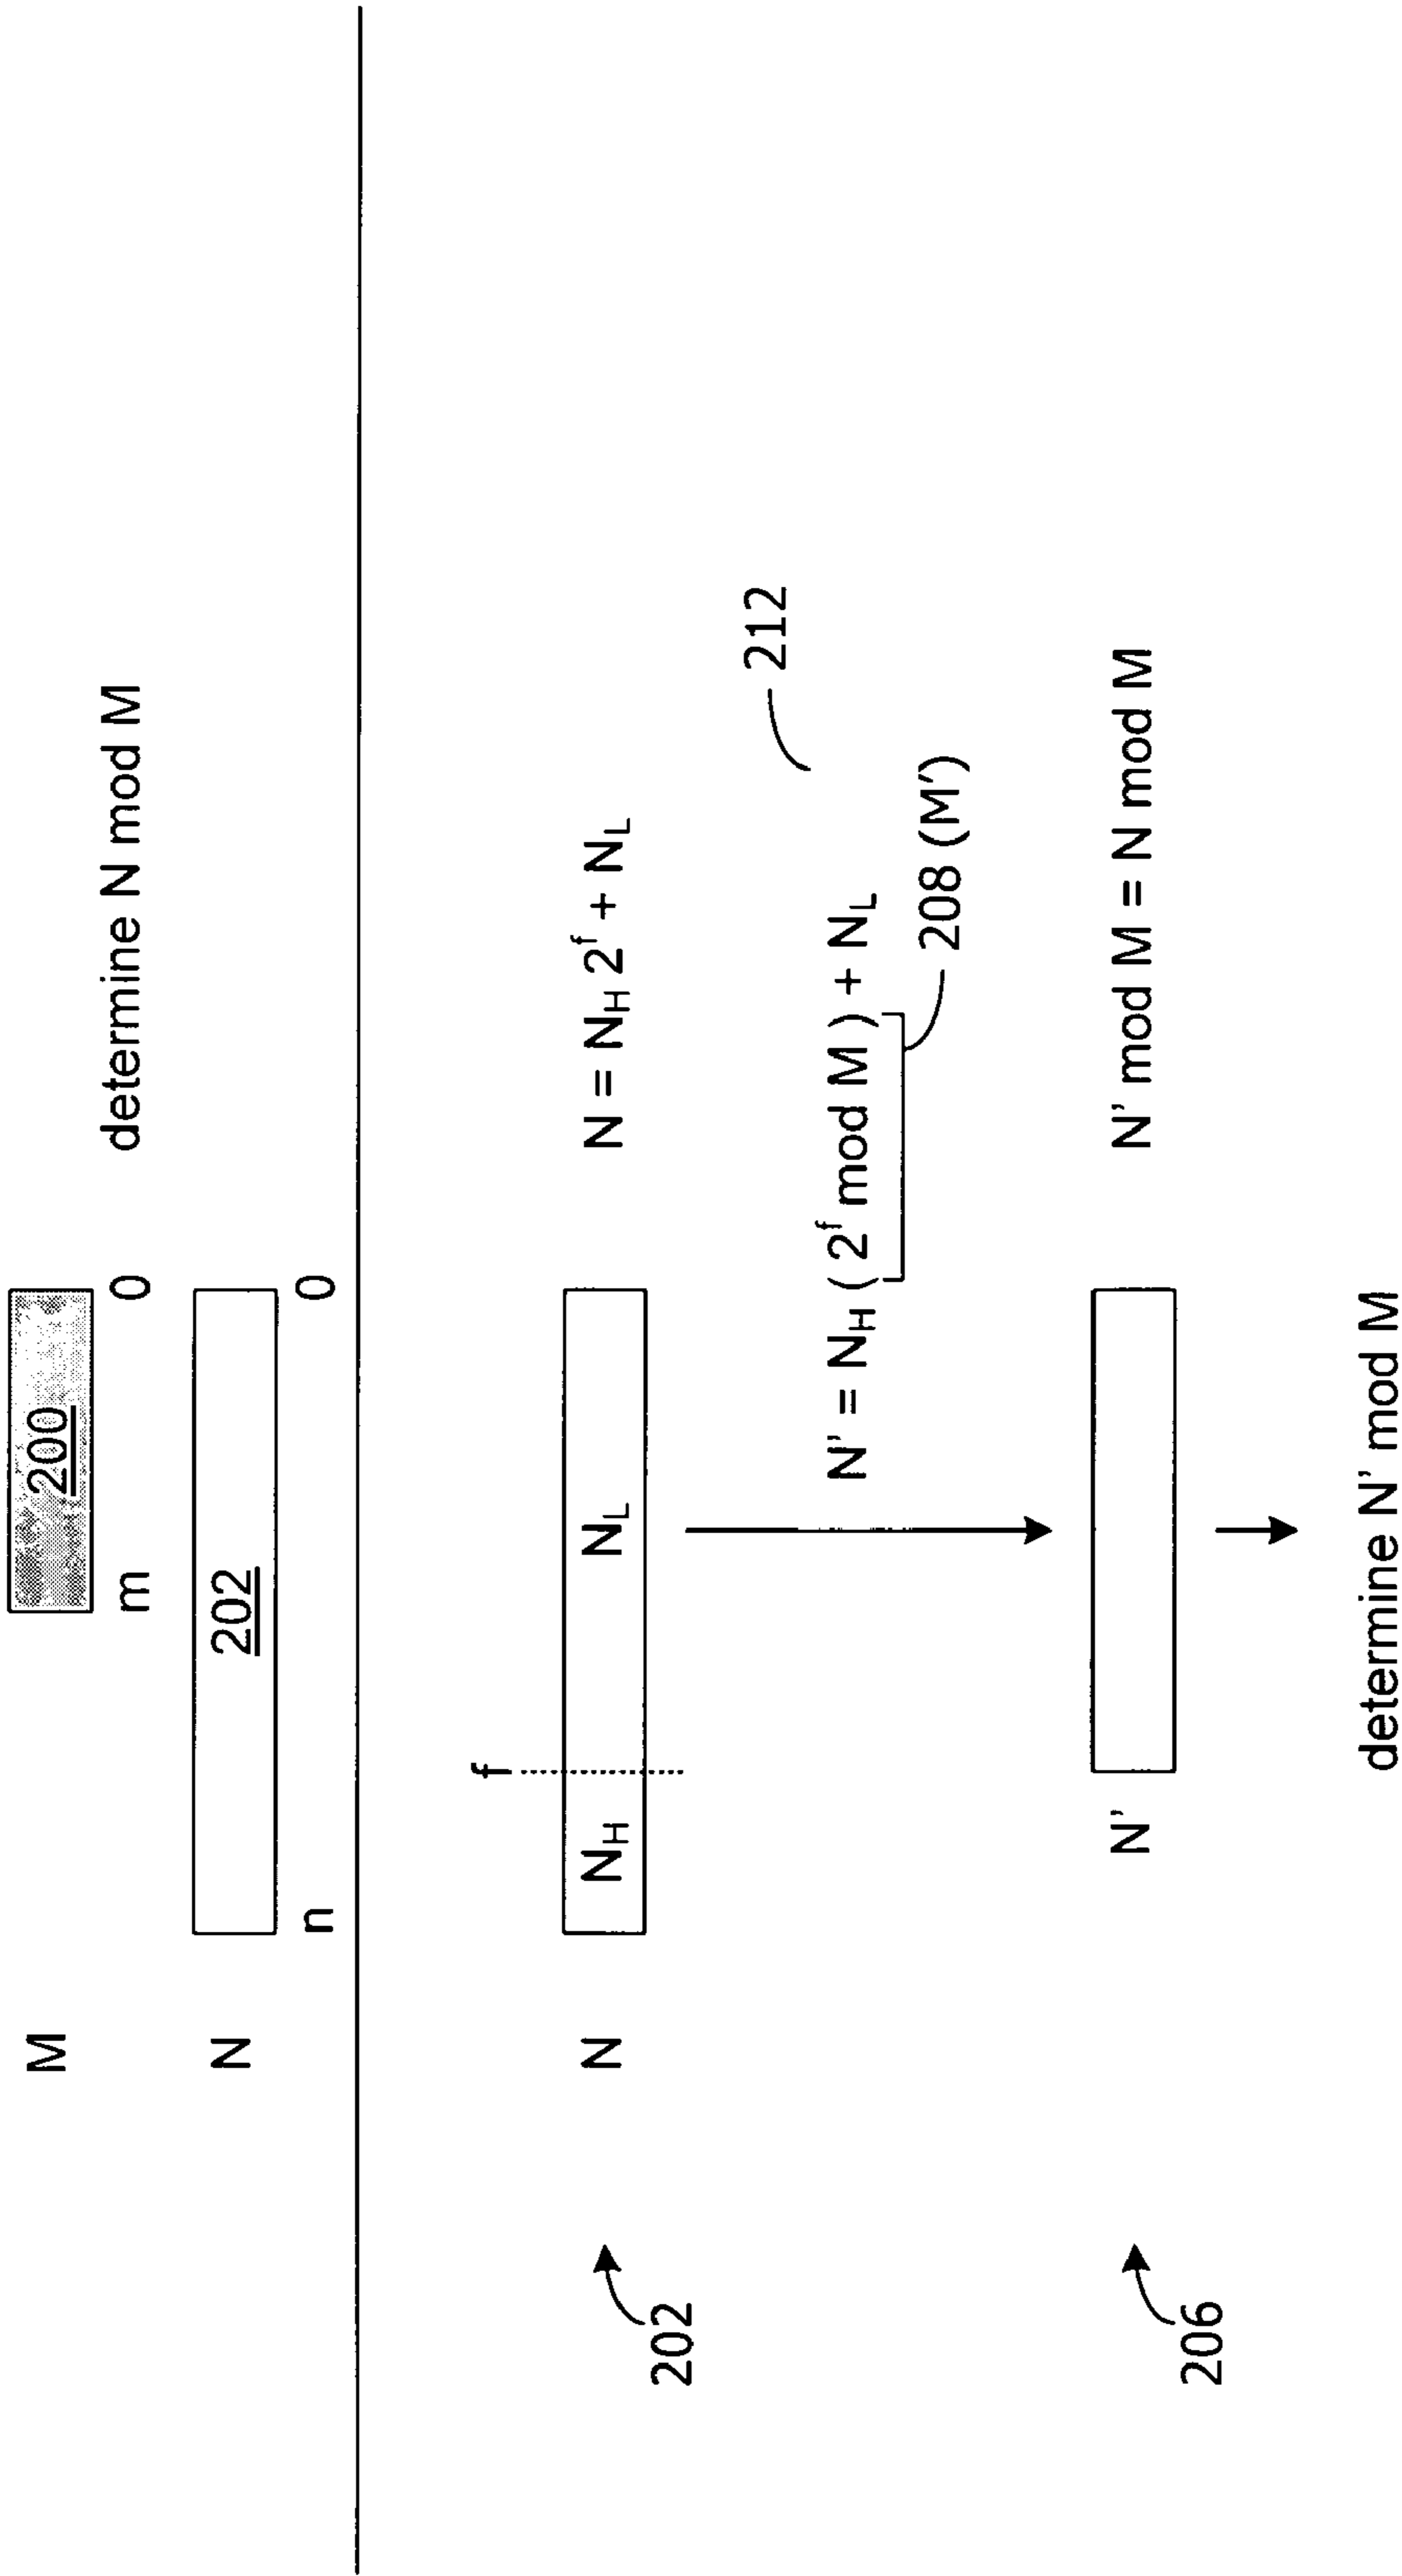 M
200
m
0
determine N mod M
N
202
n
0
f
N
N_H
N_L
N = N_H 2^f + N_L
202
212
N' = N_H ( 2^f mod M ) + N_L
208 (M')
N'
N' mod M = N mod M
206
determine N' mod M